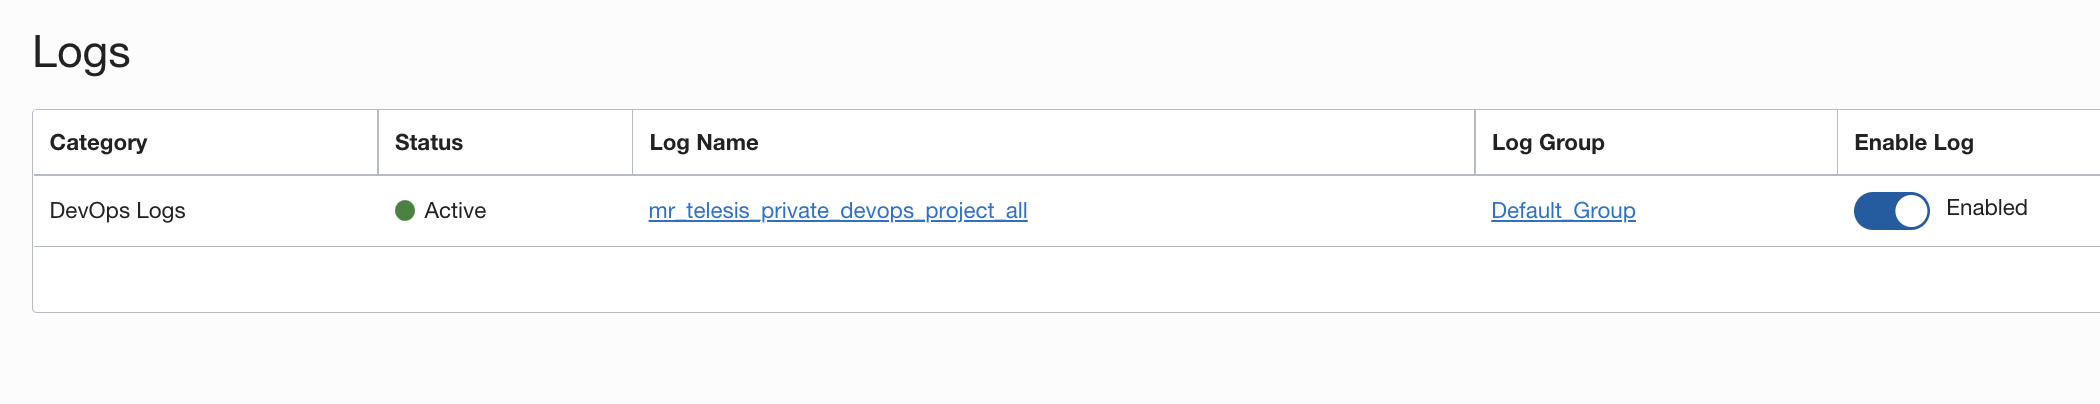 Logs
Category Status Log Name Log Group Enable Log
DevOps Logs Active mr_telesis_private_devops_project_all Default_Group Enabled